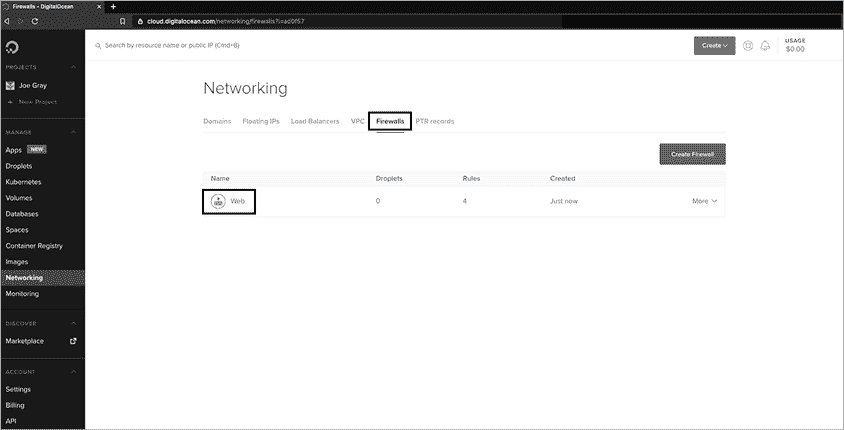 Firewalls - DigitalOcean
cloud.digitalocean.com/networking/firewalls?i=ad0f57
Search by resource name or public IP (Cmd+B)
Create
USAGE
$0.00
PROJECTS
Joe Gray
+ New Project
MANAGE
Apps NEW
Droplets
Kubernetes
Volumes
Databases
Spaces
Container Registry
Images
Networking
Monitoring
DISCOVER
Marketplace
ACCOUNT
Settings
Billing
API
Networking
Domains Floating IPs Load Balancers VPC Firewalls PTR records
Create Firewall
Name Droplets Rules Created
Web 0 4 Just now More